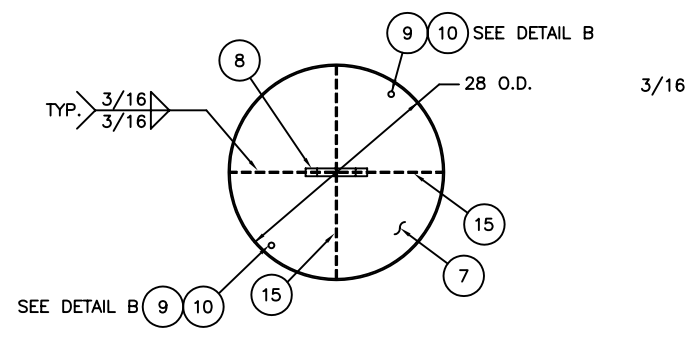 9 10 SEE DETAIL B
8
28 O.D.
3/16
TYP. 3/16
3/16
15
7
15
SEE DETAIL B 9 10